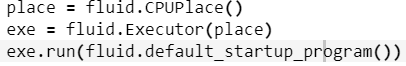 place = fluid.CPUPlace()
exe = fluid.Executor(place)
exe.run(fluid.default_startup_program())